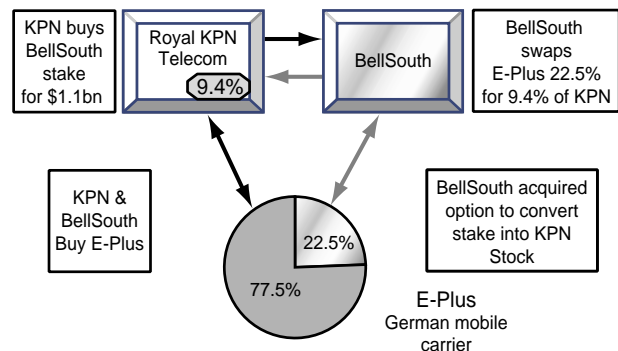 KPN buys
BellSouth
stake
for $1.1bn
Royal KPN
Telecom
9.4%
BellSouth
BellSouth
swaps
E-Plus 22.5%
for 9.4% of KPN
KPN &
BellSouth
Buy E-Plus
22.5%
77.5%
BellSouth acquired
option to convert
stake into KPN
Stock
E-Plus
German mobile
carrier